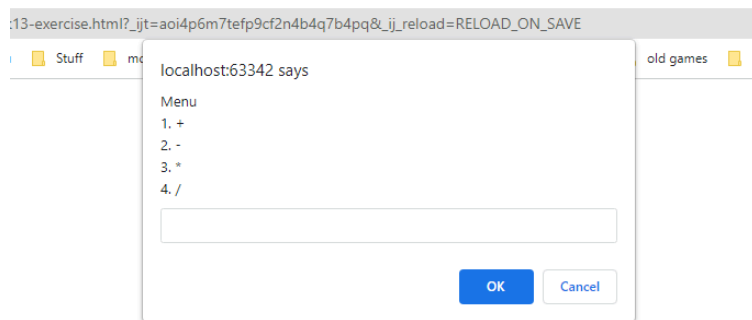 :13-exercise.html?_ijt=aoi4p6m7tefp9cf2n4b4q7b4pq&_ij_reload=RELOAD_ON_SAVE
Stuff old games
localhost:63342 says
Menu
1. +
2. -
3. *
4. /
OK Cancel